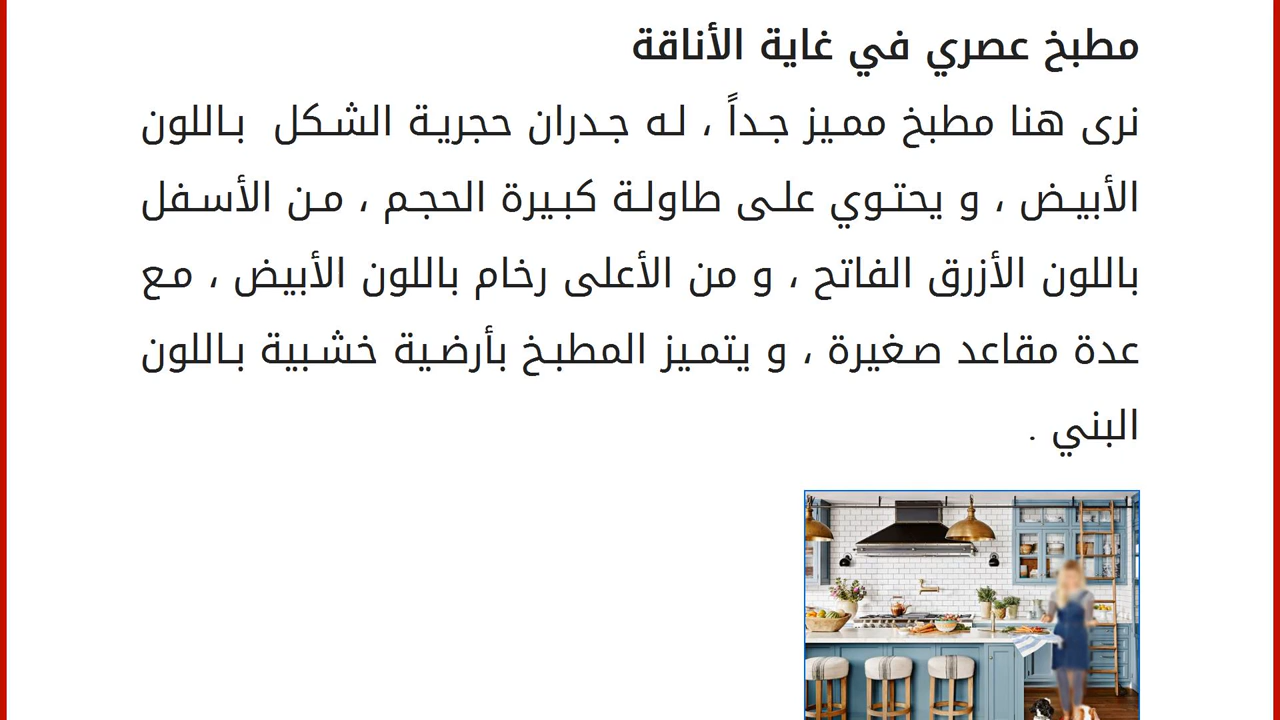 مطبخ عصري في غاية الأناقة
نرى هنا مطبخ مميز جداً ، له جدران حجرية الشكل باللون
الأبيض ، و يحتوي على طاولة كبيرة الحجم ، من الأسفل
باللون الأزرق الفاتح ، و من الأعلى رخام باللون الأبيض ، مع
عدة مقاعد صغيرة ، و يتميز المطبخ بأرضية خشبية باللون
البني .